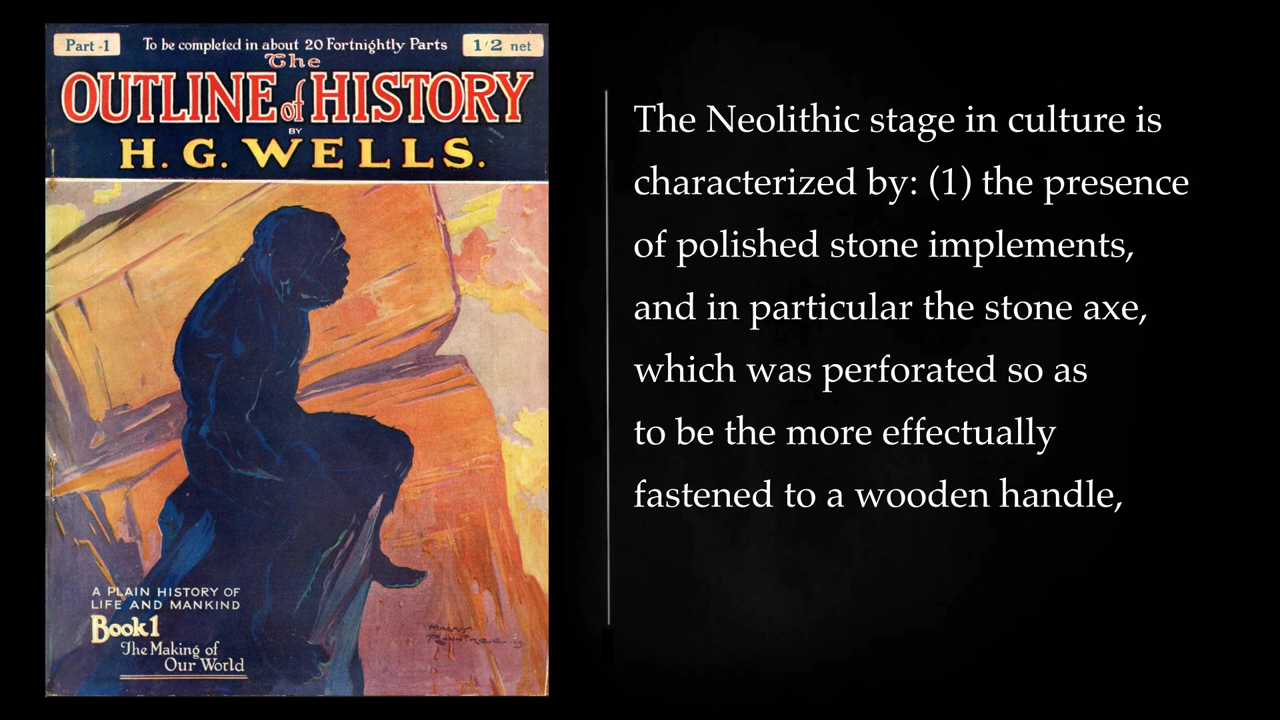 Part -1
To be completed in about 20 Fortnightly Parts
1/2 net
The
OUTLINE of HISTORY
BY
H. G. WELLS.
A PLAIN HISTORY OF
LIFE AND MANKIND
Book 1
The Making of
Our World
The Neolithic stage in culture is
characterized by: (1) the presence
of polished stone implements,
and in particular the stone axe,
which was perforated so as
to be the more effectually
fastened to a wooden handle,